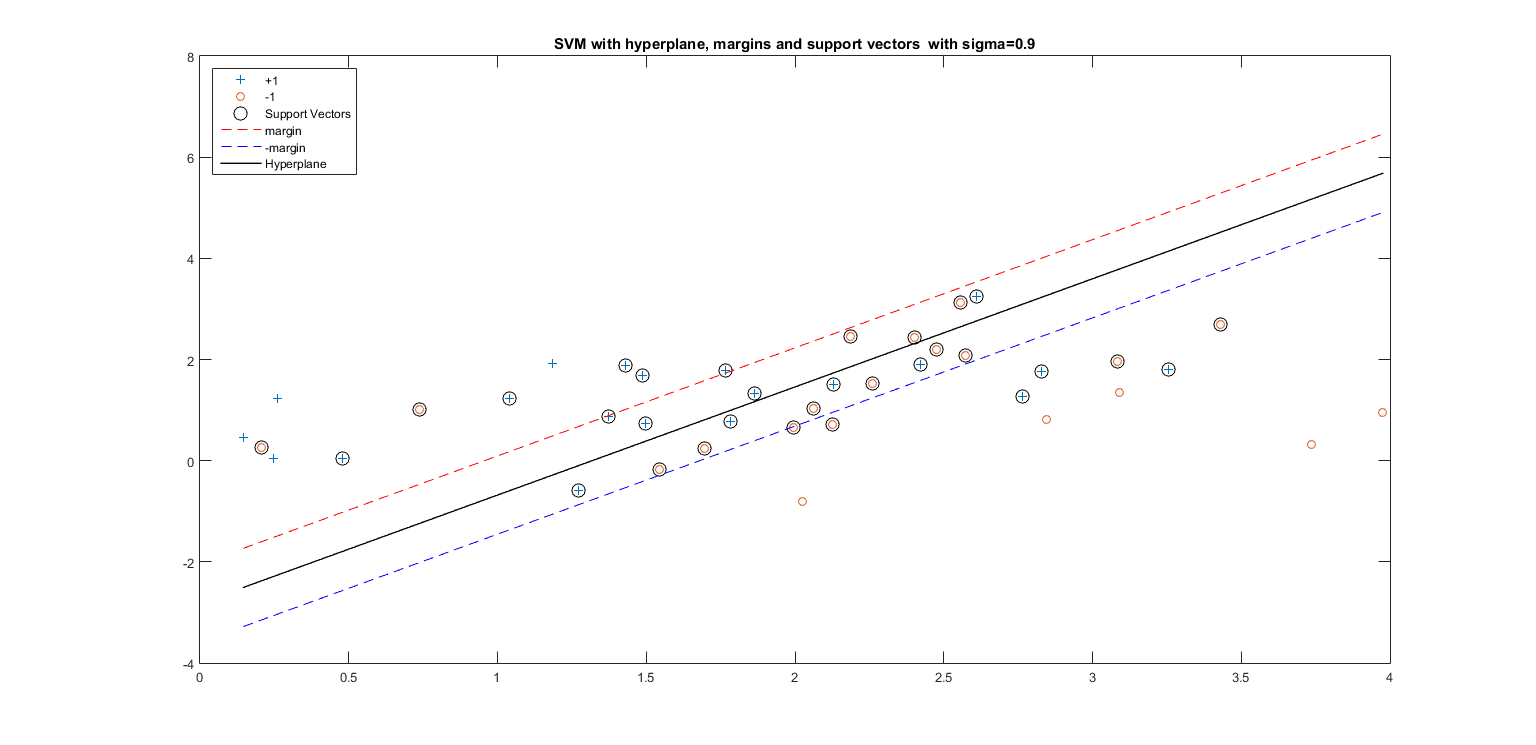 SVM with hyperplane, margins and support vectors  with sigma=0.9
8
6
4
2
0
-2
-4
+1
-1
Support Vectors
margin
-margin
Hyperplane
0 0.5 1 1.5 2 2.5 3 3.5 4